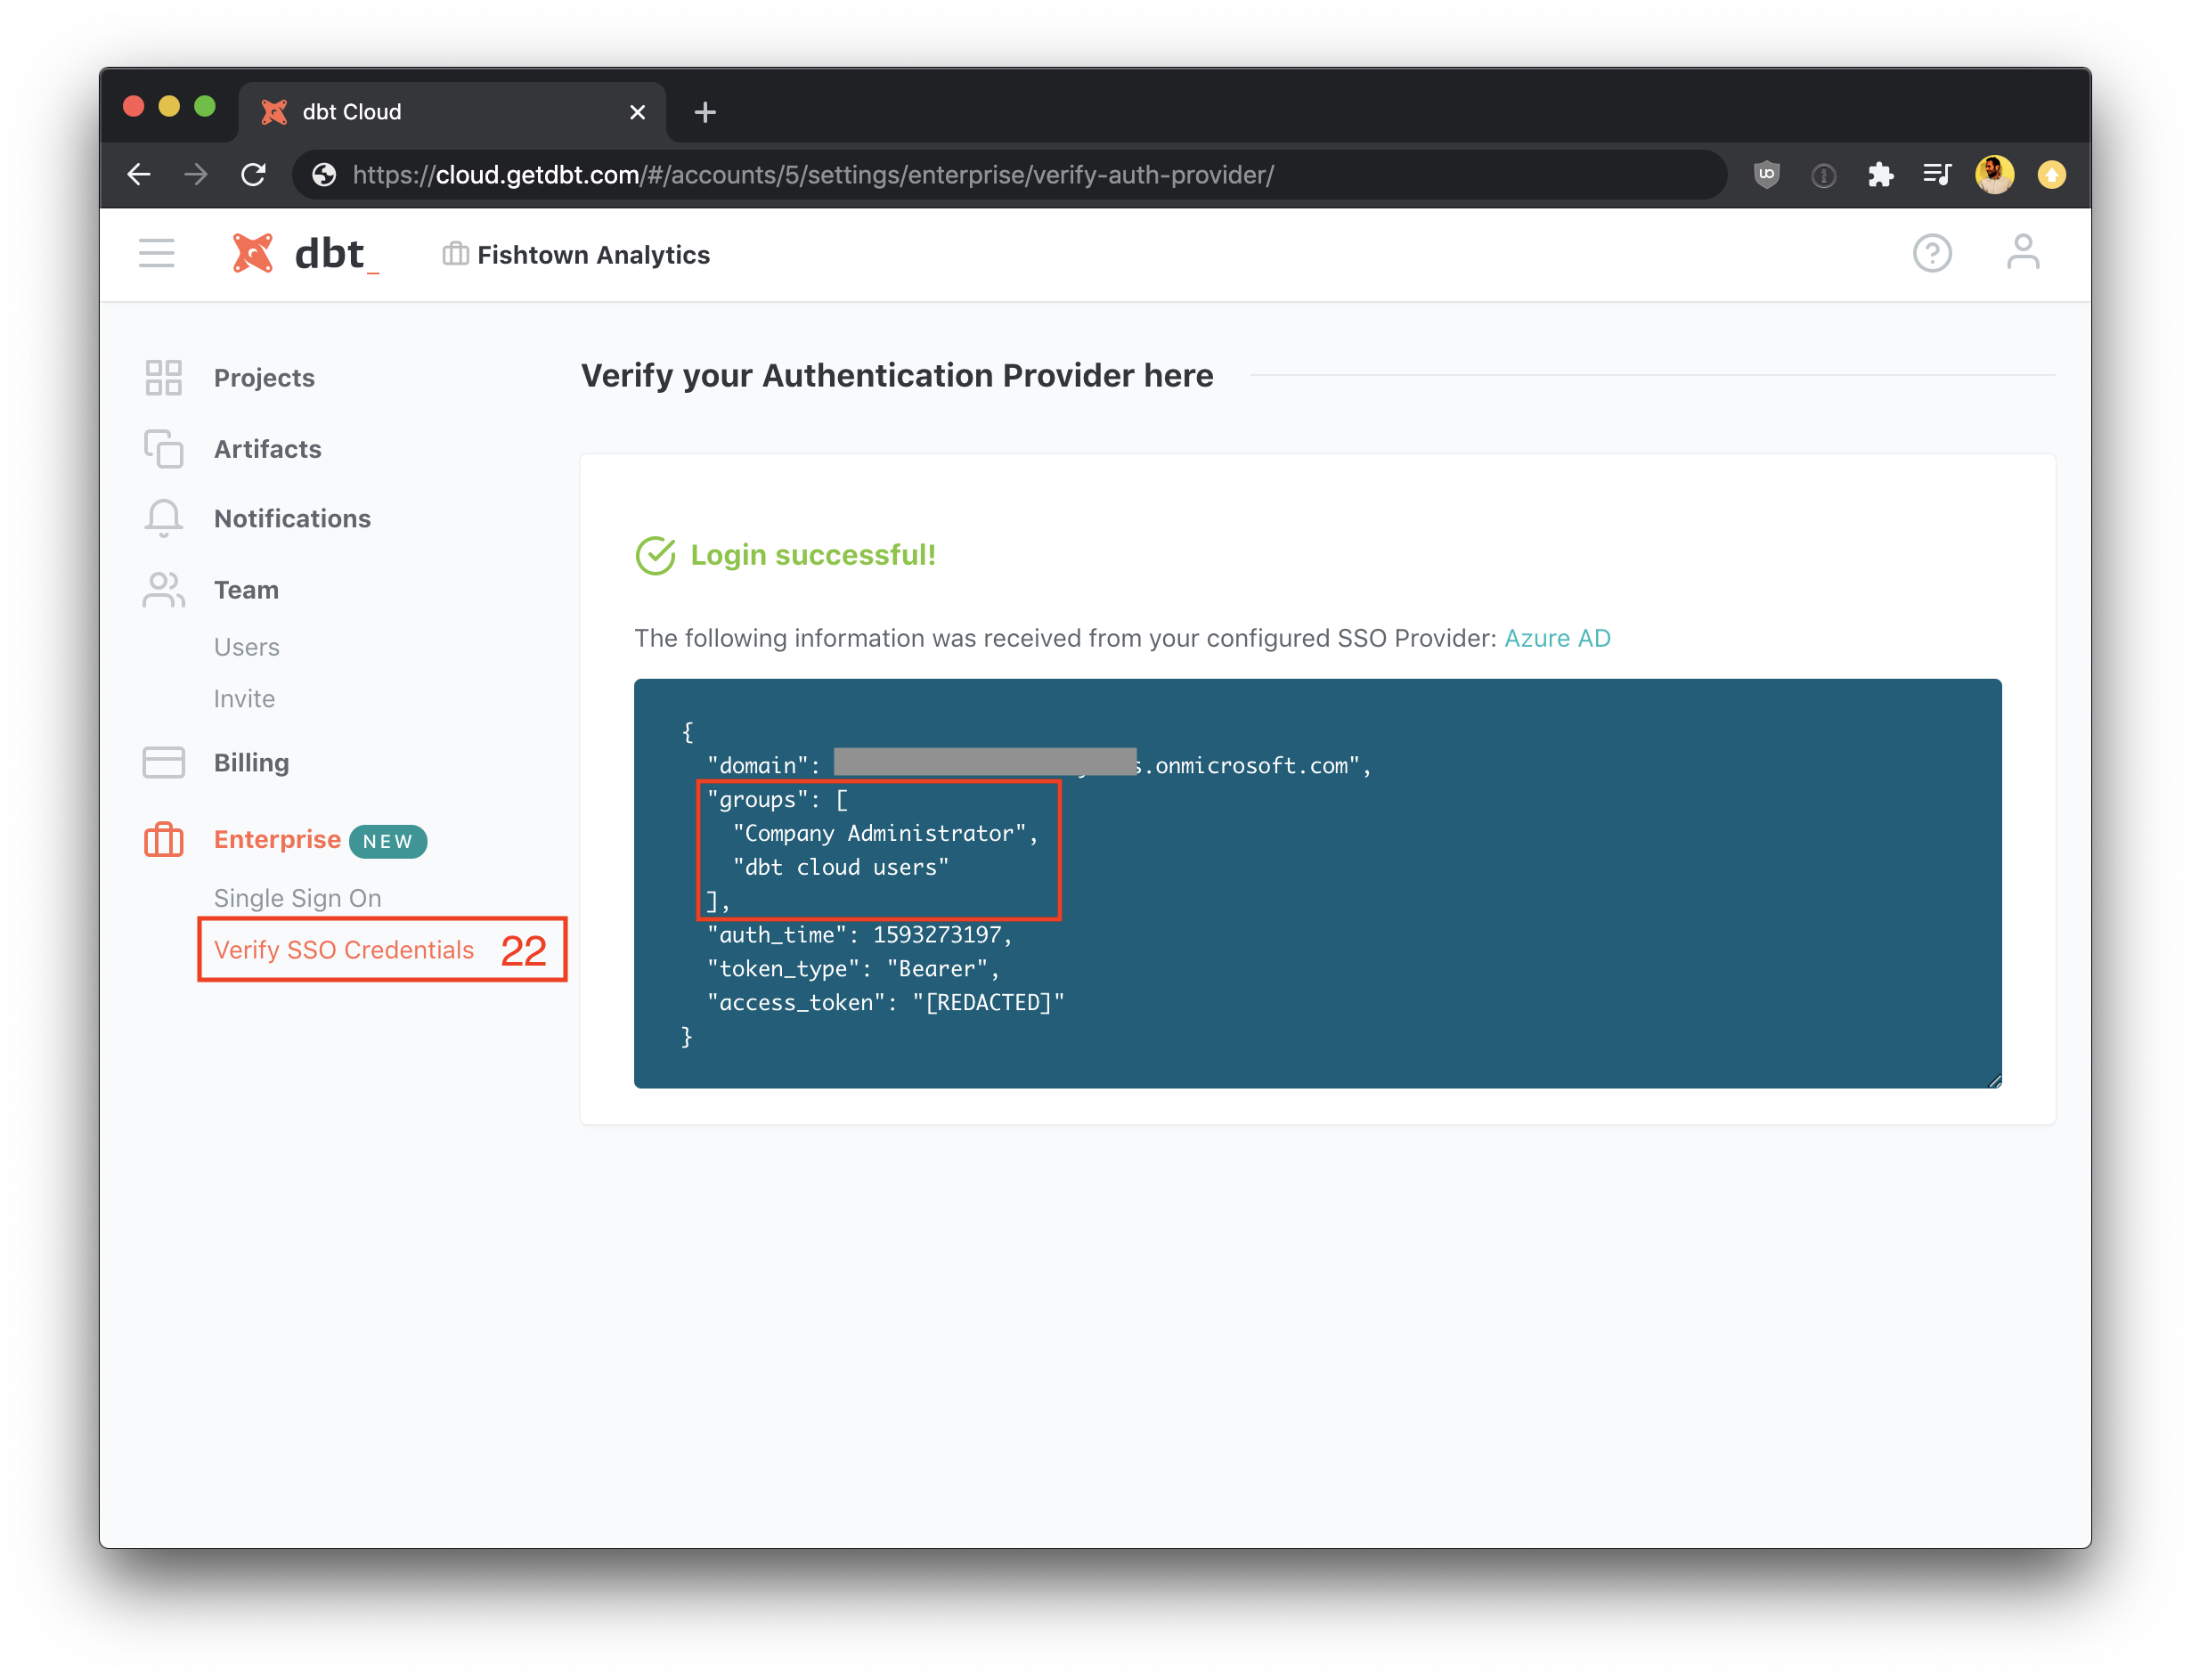 dbt Cloud
https://cloud.getdbt.com/#/accounts/5/settings/enterprise/verify-auth-provider/
dbt_
Fishtown Analytics
Projects
Artifacts
Notifications
Team
Users
Invite
Billing
Enterprise NEW
Single Sign On
Verify SSO Credentials 22
Verify your Authentication Provider here
Login successful!
The following information was received from your configured SSO Provider: Azure AD
{
"domain": s.onmicrosoft.com",
"groups": [
"Company Administrator",
"dbt cloud users"
],
"auth_time": 1593273197,
"token_type": "Bearer",
"access_token": "[REDACTED]"
}